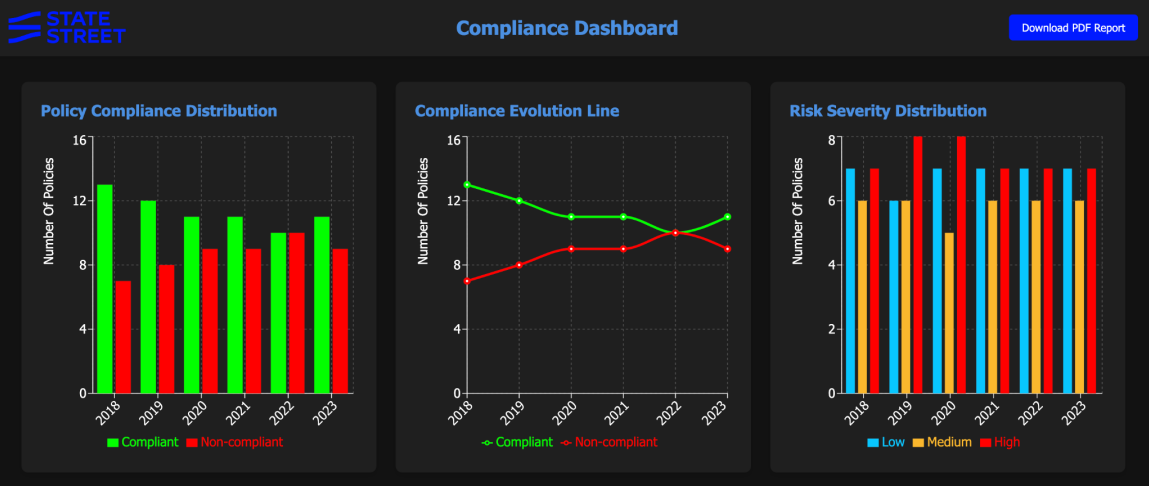 STATE
STREET
Compliance Dashboard
Download PDF Report
Policy Compliance Distribution
16
12
8
4
0
Number Of Policies
2018
2019
2020
2021
2022
2023
Compliant
Non-compliant
Compliance Evolution Line
16
12
8
4
0
Number Of Policies
2018
2019
2020
2021
2022
2023
Compliant
Non-compliant
Risk Severity Distribution
8
6
4
2
0
Number Of Policies
2018
2019
2020
2021
2022
2023
Low
Medium
High